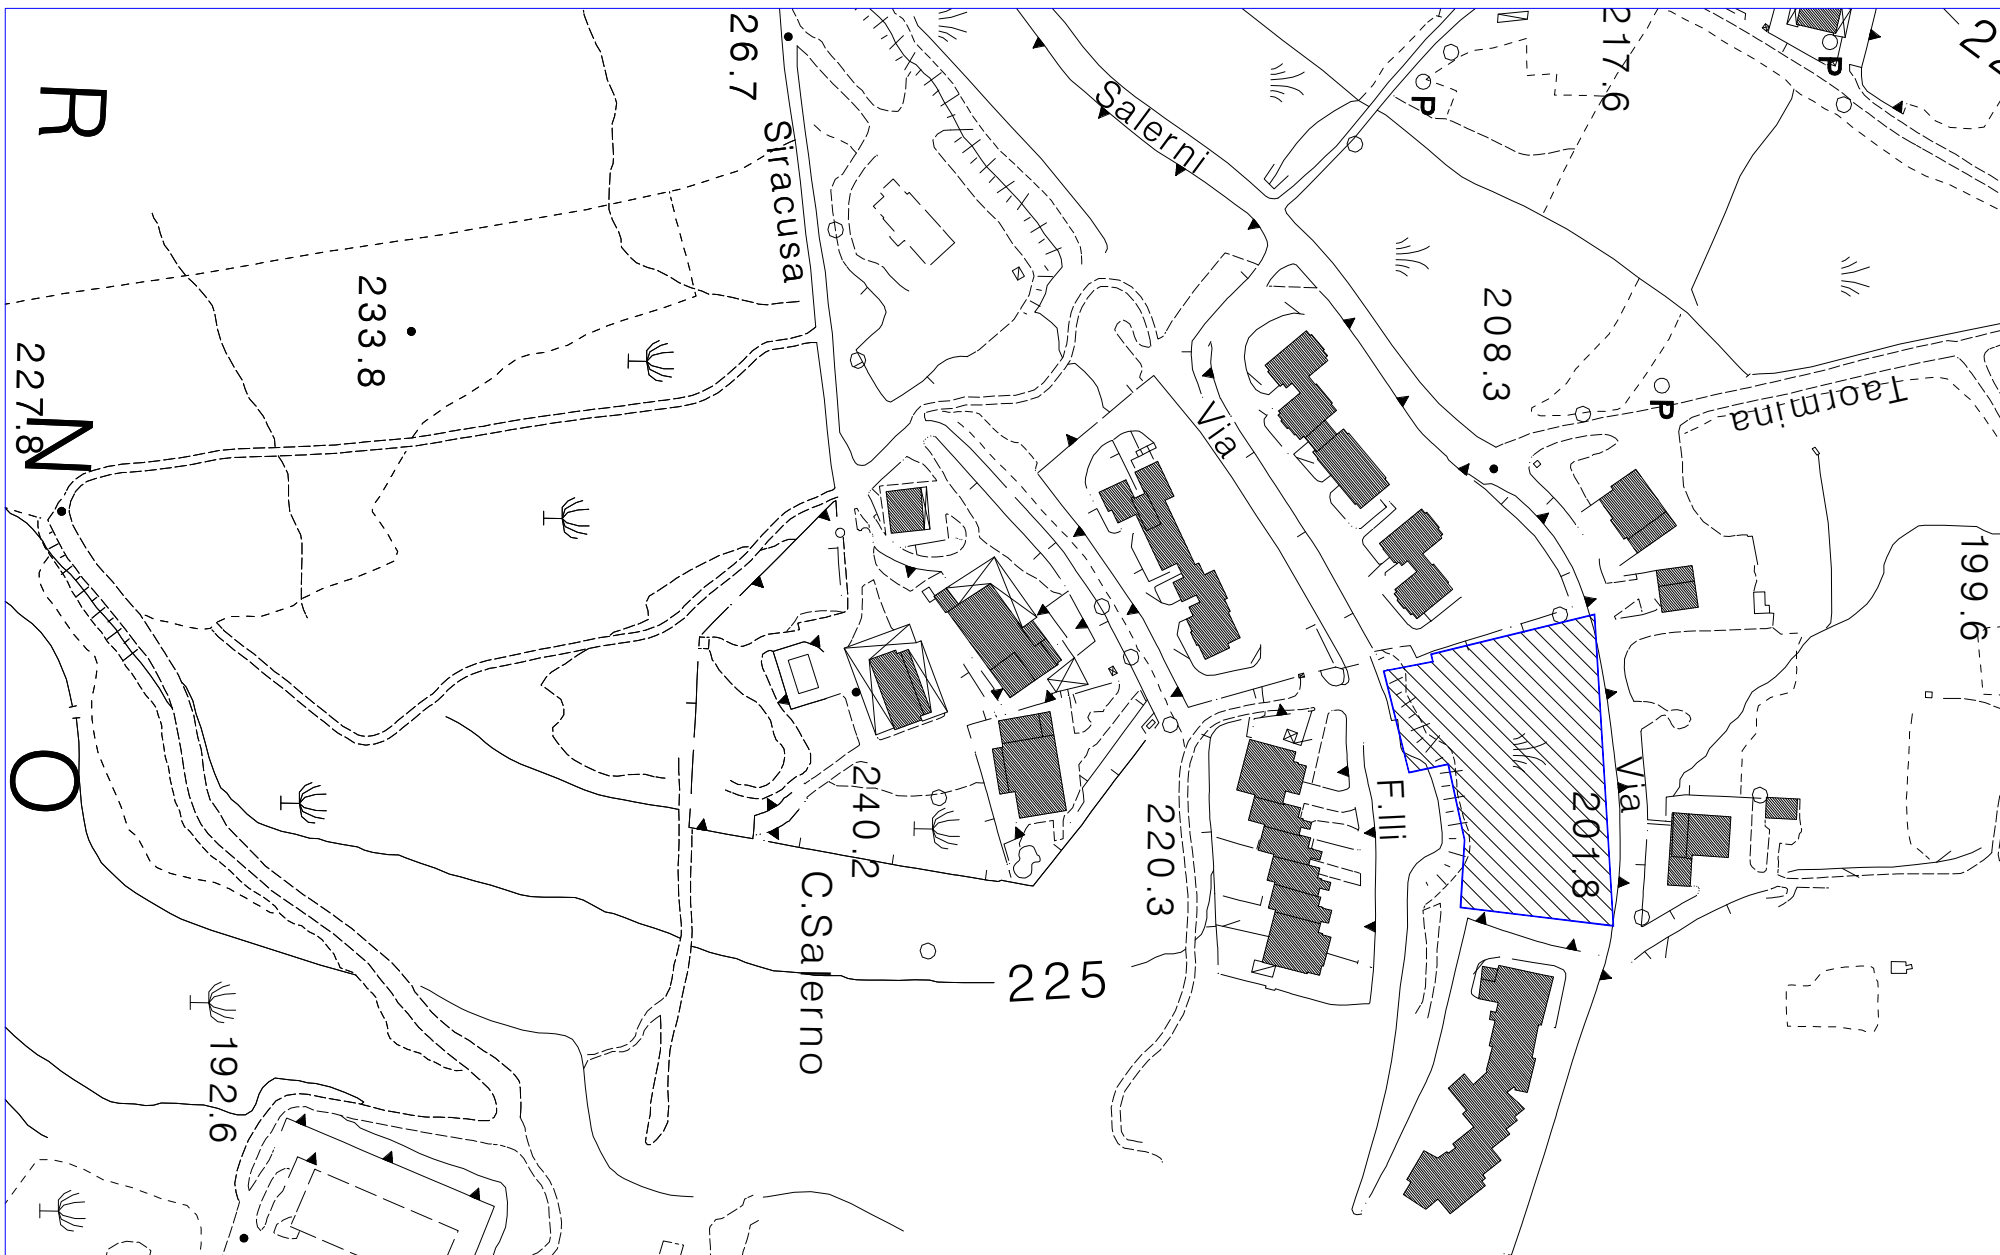 R
N
O
26.7
Siracusa
Salerni
217.6
P
P
P
233.8
227.8
208.3
Taormina
Via
199.6
Via
201.8
F.lli
240.2
220.3
C.Salerno
225
192.6